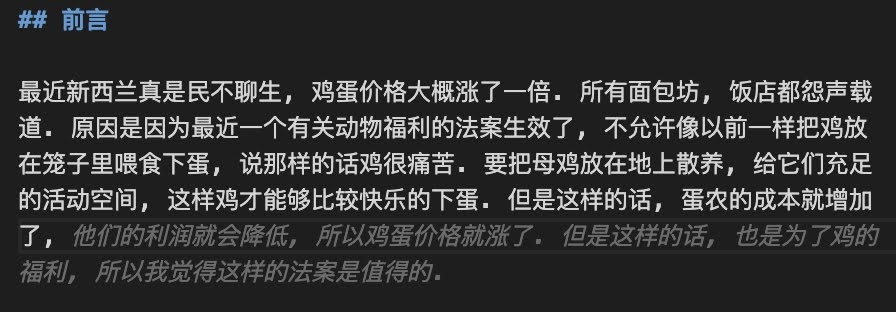 ## 前言
最近新西兰真是民不聊生, 鸡蛋价格大概涨了一倍. 所有面包坊, 饭店都怨声载
道. 原因是因为最近一个有关动物福利的法案生效了, 不允许像以前一样把鸡放
在笼子里喂食下蛋, 说那样的话鸡很痛苦. 要把母鸡放在地上散养, 给它们充足
的活动空间, 这样鸡才能够比较快乐的下蛋. 但是这样的话, 蛋农的成本就增加
了, 他们的利润就会降低, 所以鸡蛋价格就涨了. 但是这样的话, 也是为了鸡的
福利, 所以我觉得这样的法案是值得的.